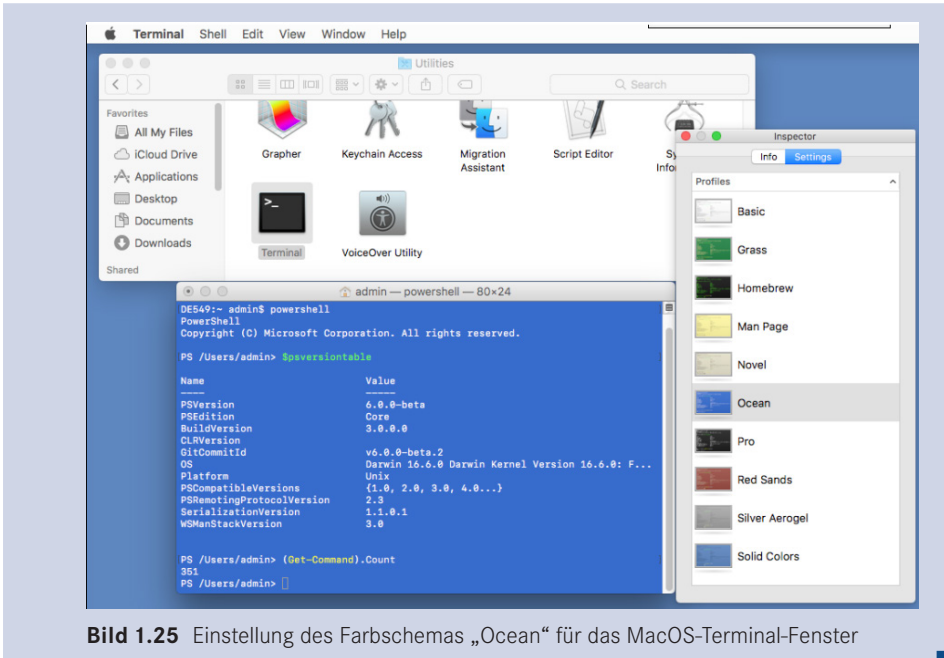 Terminal Shell Edit View Window Help
Utilities
Search
Favorites
All My Files
iCloud Drive
Applications
Desktop
Documents
Downloads
Shared
Grapher
Keychain Access
Migration
Assistant
Script Editor
Sy
Infor
Terminal
VoiceOver Utility
Inspector
Info Settings
Profiles
Basic
Grass
Homebrew
Man Page
Novel
Ocean
Pro
Red Sands
Silver Aerogel
Solid Colors
admin — powershell — 80×24
DE549:~ admin$ powershell
PowerShell
Copyright (C) Microsoft Corporation. All rights reserved.
PS /Users/admin> $psversiontable
Name Value
---- -----
PSVersion 6.0.0-beta
PSEdition Core
BuildVersion 3.0.0.0
CLRVersion
GitCommitId v6.0.0-beta.2
OS Darwin 16.6.0 Darwin Kernel Version 16.6.0: F...
Platform Unix
PSCompatibleVersions {1.0, 2.0, 3.0, 4.0...}
PSRemotingProtocolVersion 2.3
SerializationVersion 1.1.0.1
WSManStackVersion 3.0
PS /Users/admin> (Get-Command).Count
351
PS /Users/admin>
Bild 1.25 Einstellung des Farbschemas „Ocean“ für das MacOS-Terminal-Fenster